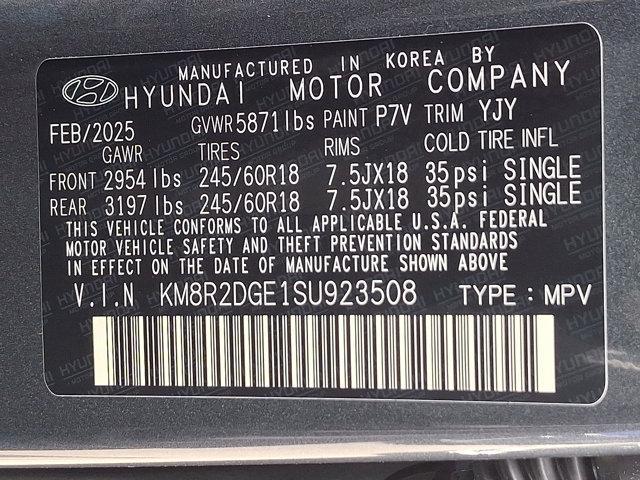 MANUFACTURED IN KOREA BY
HYUNDAI MOTOR COMPANY
FEB/2025 GVWR 5871lbs PAINT P7V TRIM YJY
GAWR TIRES RIMS COLD TIRE INFL
FRONT 2954 lbs 245/60R18 7.5JX18 35psi SINGLE
REAR 3197 lbs 245/60R18 7.5JX18 35psi SINGLE
THIS VEHICLE CONFORMS TO ALL APPLICABLE U.S.A. FEDERAL
MOTOR VEHICLE SAFETY AND THEFT PREVENTION STANDARDS
IN EFFECT ON THE DATE OF MANUFACTURE SHOWN ABOVE
V.I.N KM8R2DGE1SU923508 TYPE : MPV